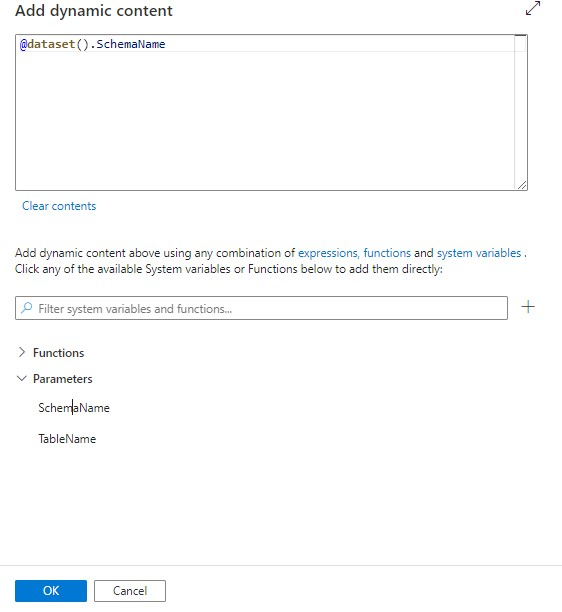 Add dynamic content
@dataset().SchemaName
Clear contents
Add dynamic content above using any combination of expressions, functions and system variables .
Click any of the available System variables or Functions below to add them directly:
Filter system variables and functions...
Functions
Parameters
SchemaName
TableName
OK Cancel